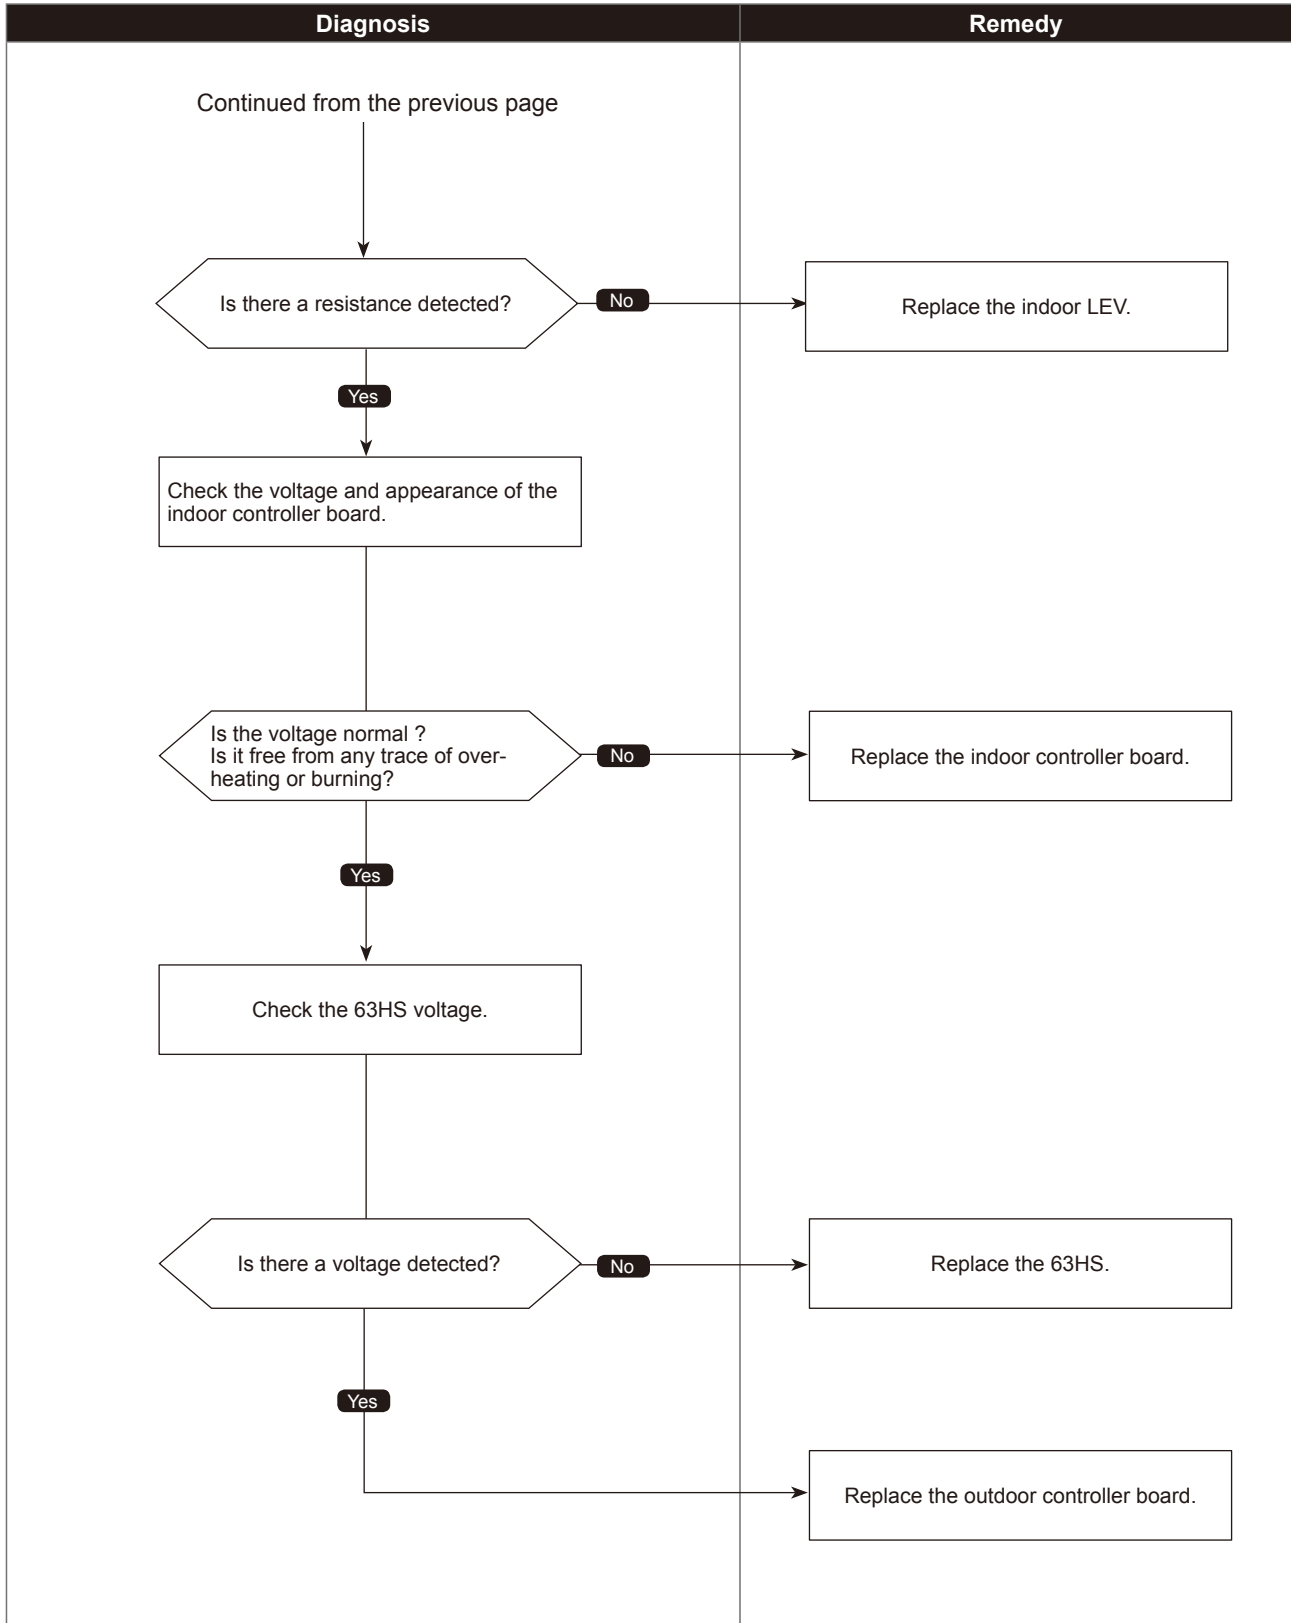 Diagnosis
Remedy
Continued from the previous page
Is there a resistance detected?
No
Replace the indoor LEV.
Yes
Check the voltage and appearance of the
indoor controller board.
Is the voltage normal ?
Is it free from any trace of over-
heating or burning?
No
Replace the indoor controller board.
Yes
Check the 63HS voltage.
Is there a voltage detected?
No
Replace the 63HS.
Yes
Replace the outdoor controller board.